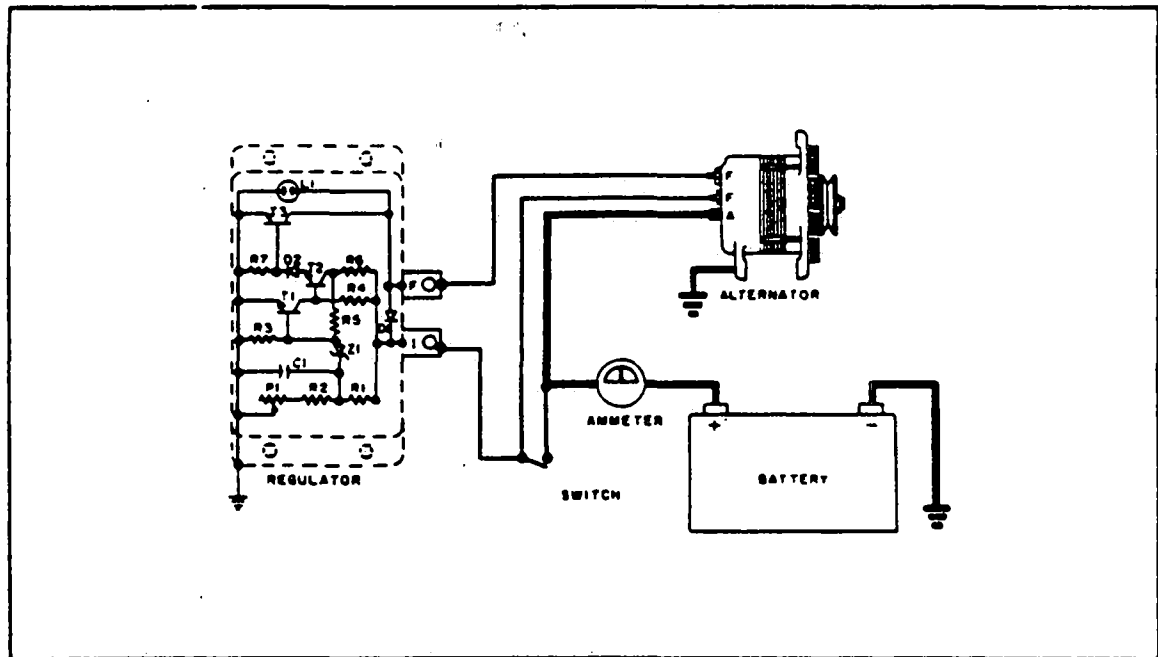 L1
T3
R7
D2
T2
R6
T1
R4
R5
R3
Z1
C1
P1
R2
R1
F
I
REGULATOR
F
F
A
ALTERNATOR
AMMETER
SWITCH
+
-
BATTERY